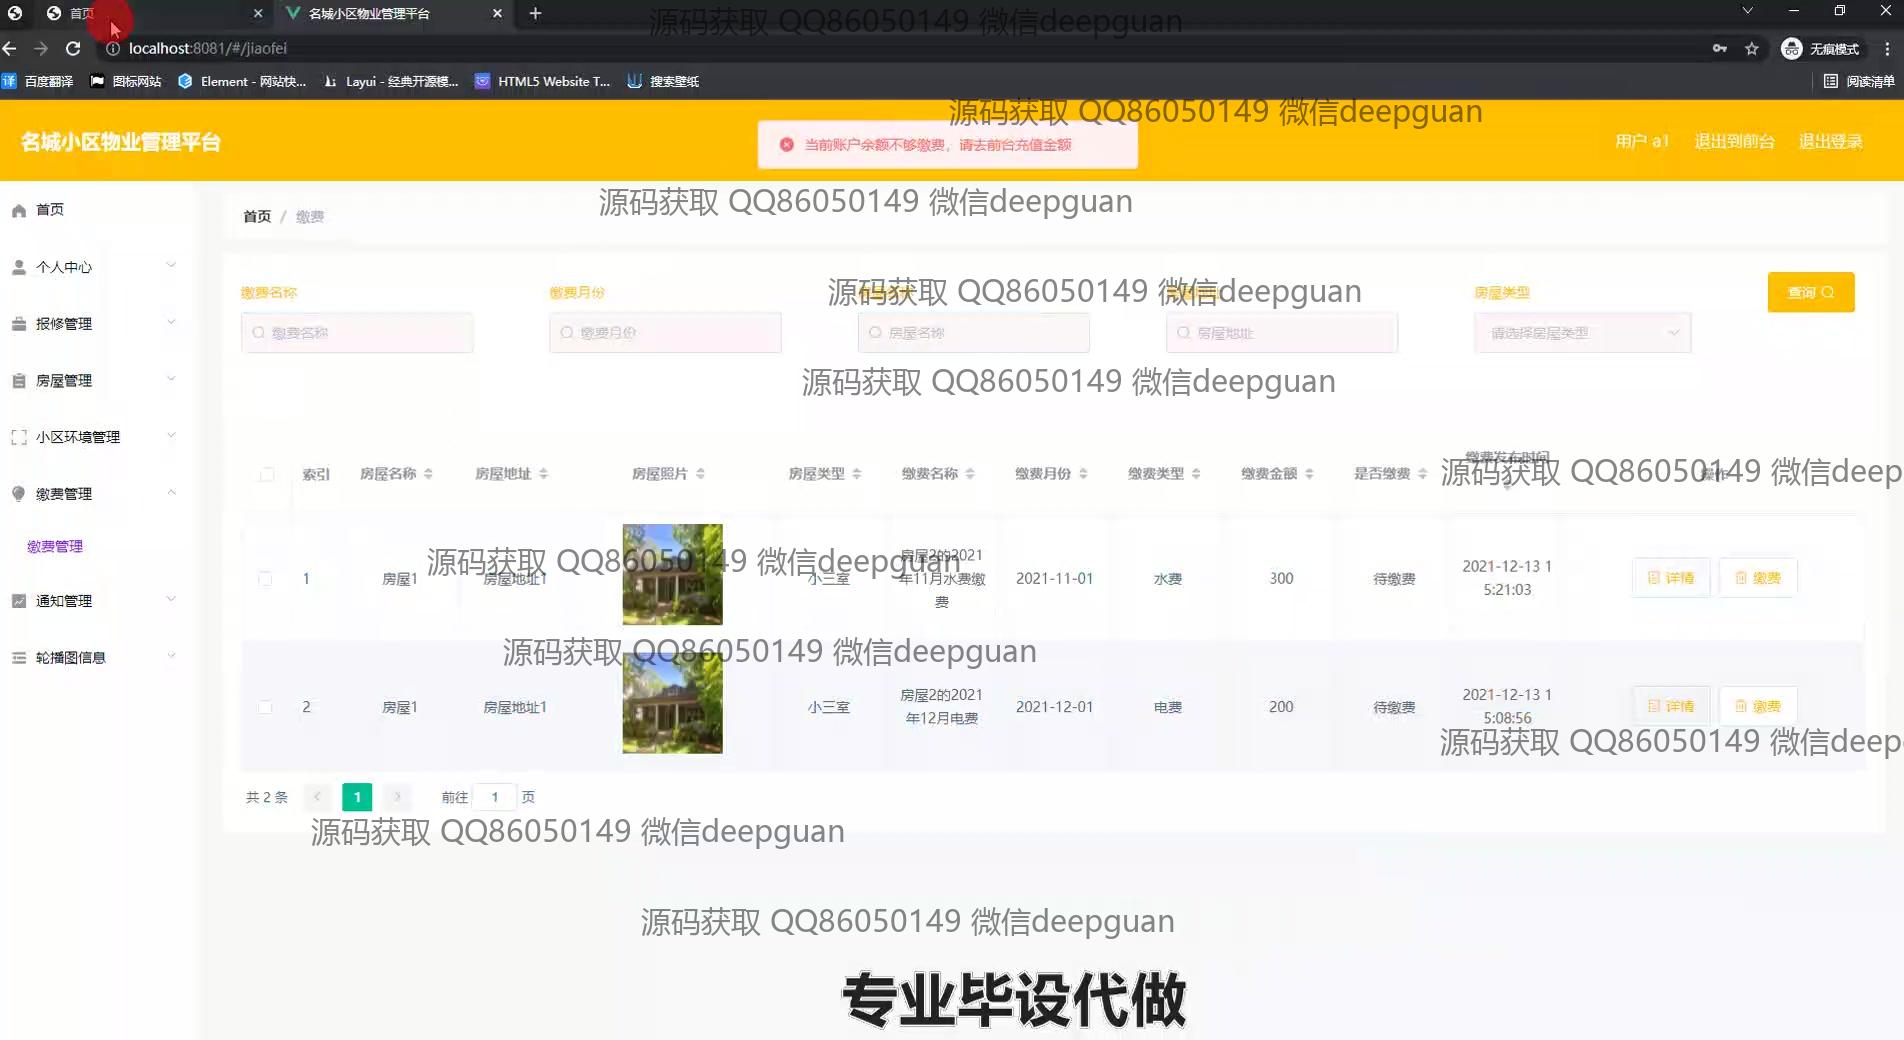 首页
名城小区物业管理平台
源码获取 QQ86050149 微信deepguan
localhost:8081/#/jiaofei
无痕模式
百度翻译
图标网站
Element - 网站快...
Layui - 经典开源模...
HTML5 Website T...
搜索壁纸
阅读清单
源码获取 QQ86050149 微信deepguan
名城小区物业管理平台
当前账户余额不够缴费，请去前台充值金额
用户 a1
退出到前台
退出登录
源码获取 QQ86050149 微信deepguan
首页
首页 / 缴费
个人中心
报修管理
房屋管理
小区环境管理
缴费管理
缴费管理
通知管理
轮播图信息
源码获取 QQ86050149 微信deepguan
缴费名称
缴费月份
房屋类型
缴费名称
缴费月份
房屋名称
房屋地址
请选择房屋类型
查询
源码获取 QQ86050149 微信deepguan
源码获取 QQ86050149 微信deep
索引
房屋名称
房屋地址
房屋照片
房屋类型
缴费名称
缴费月份
缴费类型
缴费金额
是否缴费
缴费发布时间
操作
源码获取 QQ86050149 微信deepguan
1
房屋1
房屋地址1
小三室
房屋2的2021
年11月水费缴
费
2021-11-01
水费
300
待缴费
2021-12-13 1
5:21:03
详情
缴费
源码获取 QQ86050149 微信deepguan
2
房屋1
房屋地址1
小三室
房屋2的2021
年12月电费
2021-12-01
电费
200
待缴费
2021-12-13 1
5:08:56
详情
缴费
源码获取 QQ86050149 微信deep
共 2 条
1
前往 1 页
源码获取 QQ86050149 微信deepguan
源码获取 QQ86050149 微信deepguan
专业毕设代做